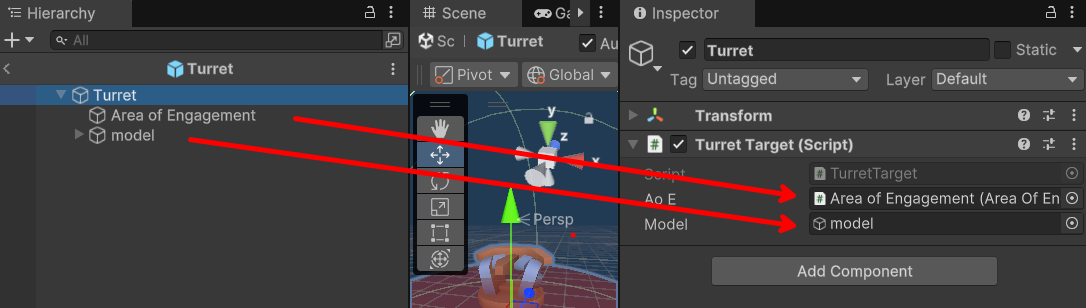 Hierarchy
All
Turret
Turret
Area of Engagement
model
Scene
Ga
Sc
Turret
Au
Pivot
Global
y
z
x
Persp
Inspector
Turret
Static
Tag
Untagged
Layer
Default
Transform
Turret Target (Script)
Script
TurretTarget
Ao E
Area of Engagement (Area Of En
Model
model
Add Component